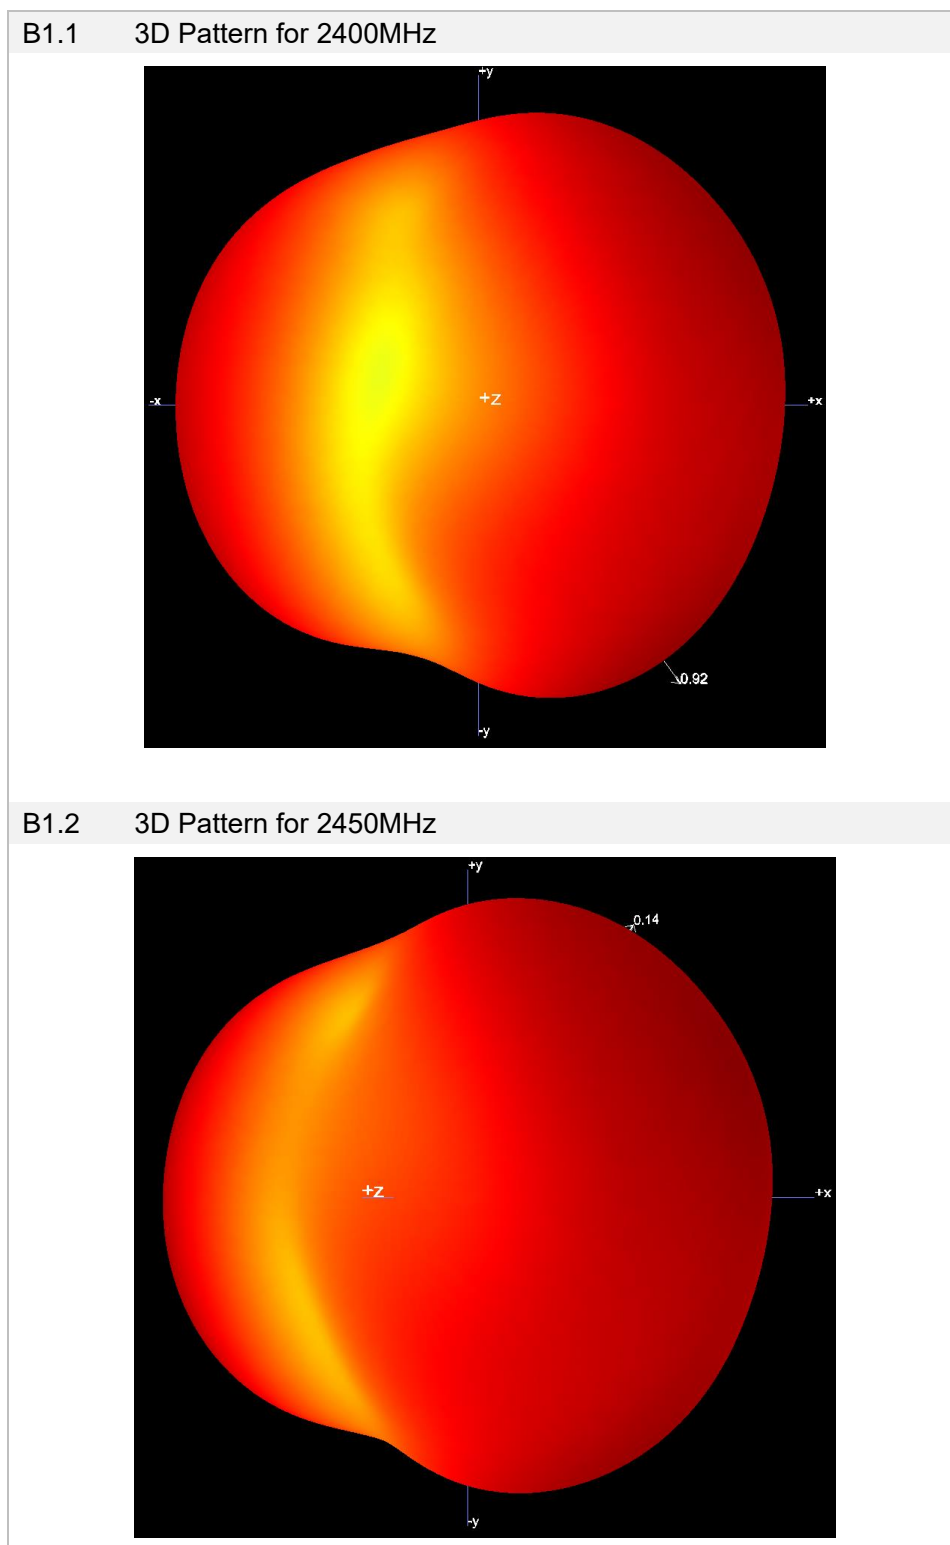 B1.1 3D Pattern for 2400MHz
+y
-x
+z
+x
0.92
-y
B1.2 3D Pattern for 2450MHz
+y
0.14
+z
+x
-y